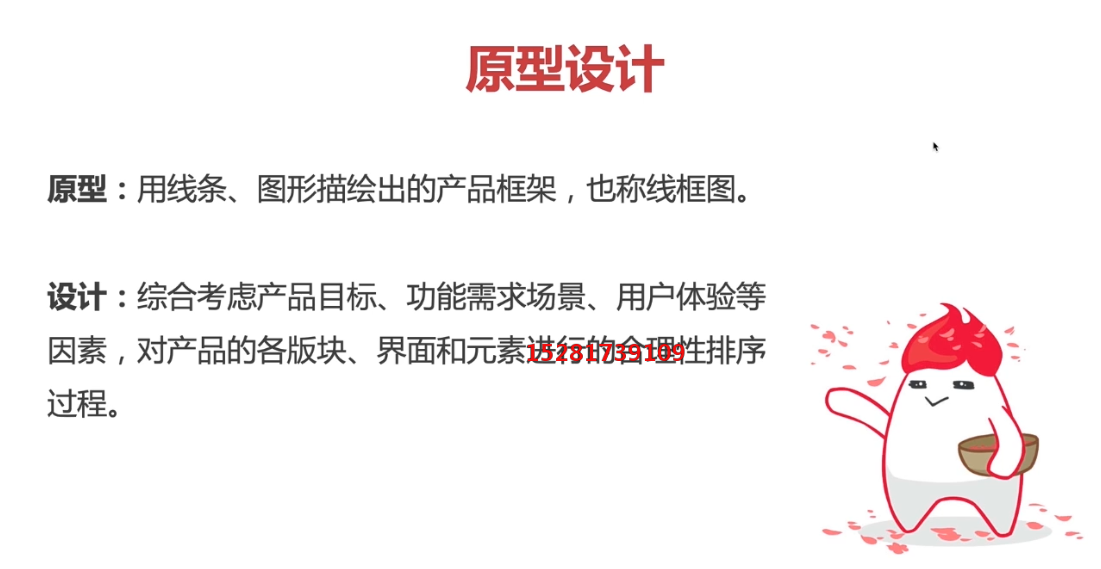 原型设计
原型：用线条、图形描绘出的产品框架，也称线框图。
设计：综合考虑产品目标、功能需求场景、用户体验等
因素，对产品的各版块、界面和元素进行的合理性排序
过程。
15281739109